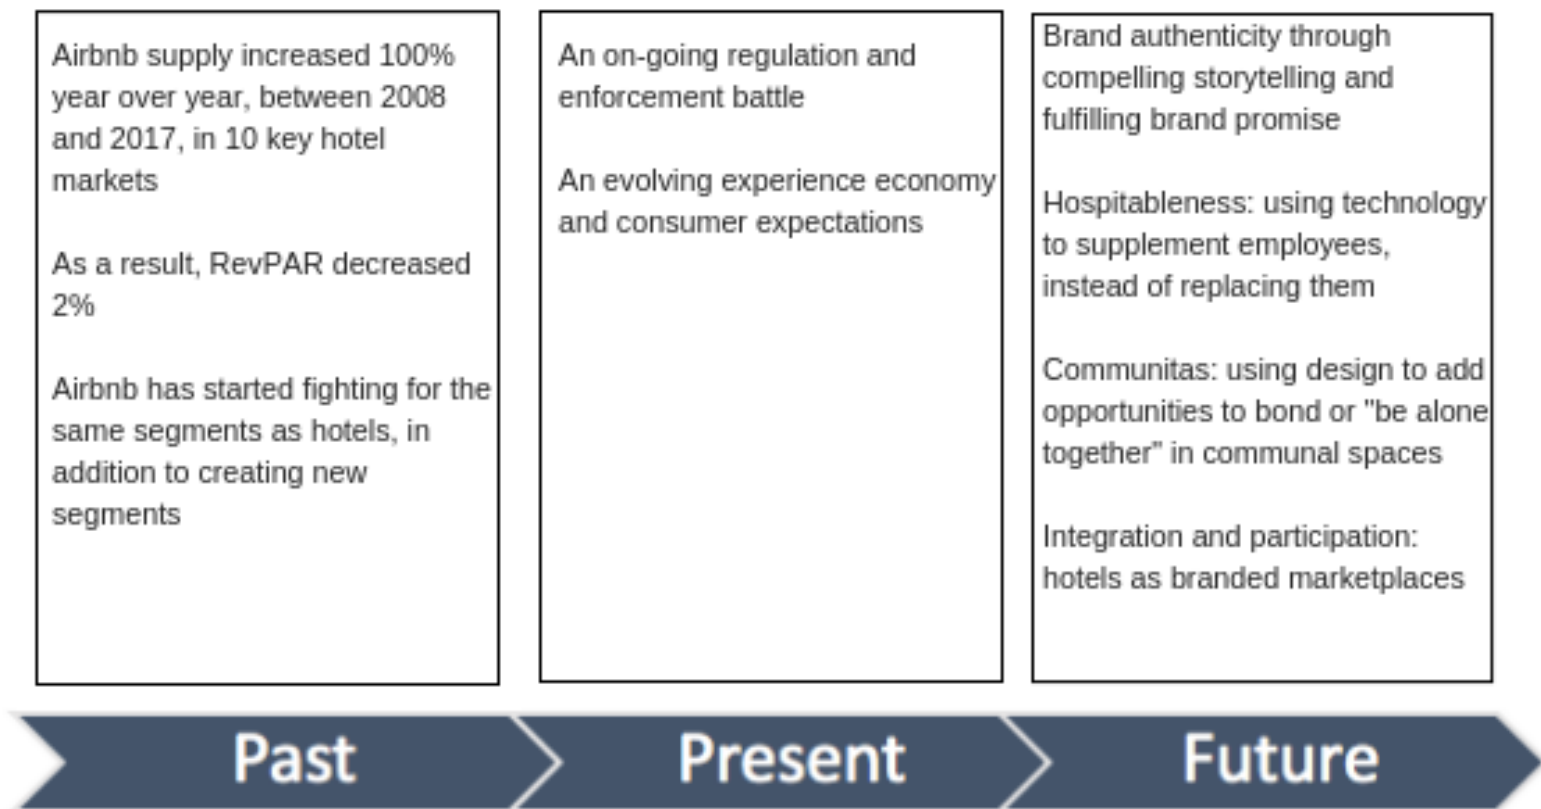 Airbnb supply increased 100%
year over year, between 2008
and 2017, in 10 key hotel
markets
As a result, RevPAR decreased
2%
Airbnb has started fighting for the
same segments as hotels, in
addition to creating new
segments
An on-going regulation and
enforcement battle
An evolving experience economy
and consumer expectations
Brand authenticity through
compelling storytelling and
fulfilling brand promise
Hospitableness: using technology
to supplement employees,
instead of replacing them
Communitas: using design to add
opportunities to bond or "be alone
together" in communal spaces
Integration and participation:
hotels as branded marketplaces
Past
Present
Future